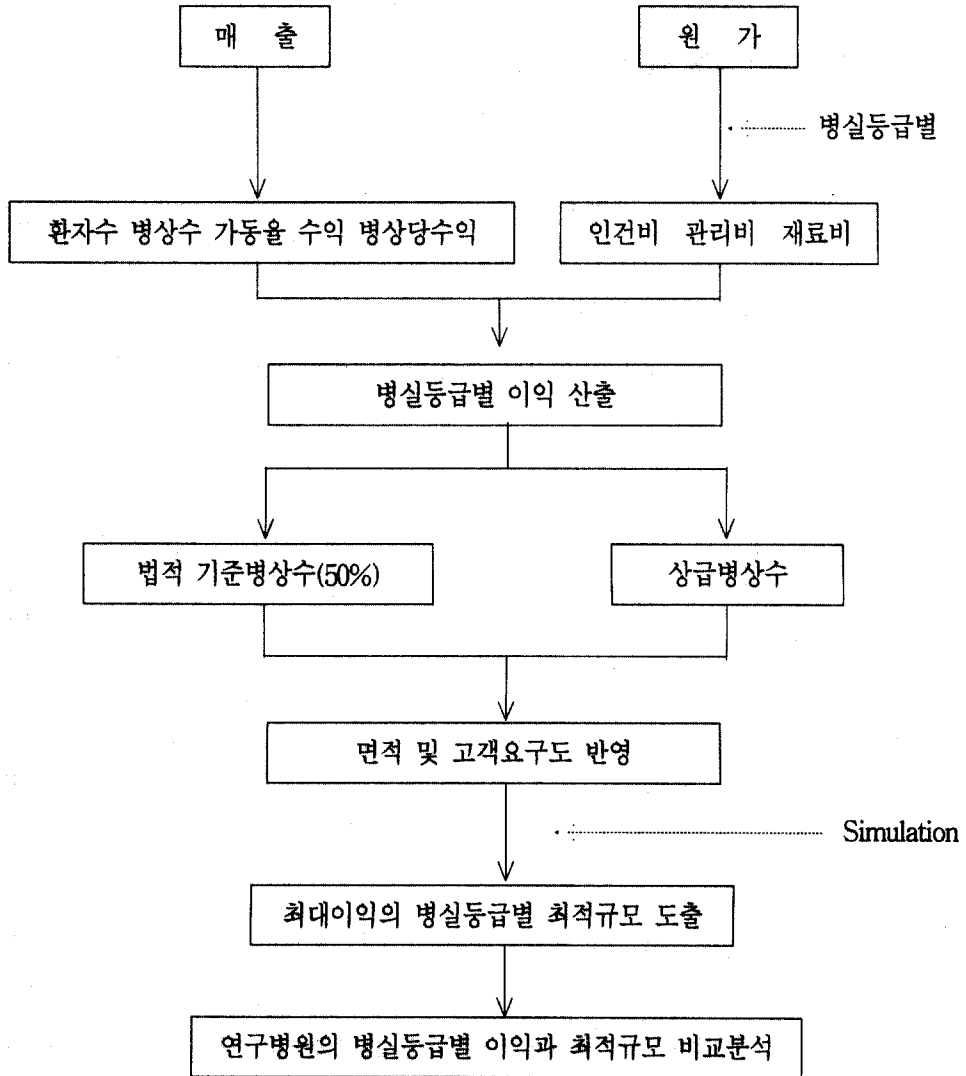 매 출
원 가
병실등급별
환자수 병상수 가동율 수익 병상당수익
인건비 관리비 재료비
병실등급별 이익 산출
법적 기준병상수(50%)
상급병상수
면적 및 고객요구도 반영
Simulation
최대이익의 병실등급별 최적규모 도출
연구병원의 병실등급별 이익과 최적규모 비교분석